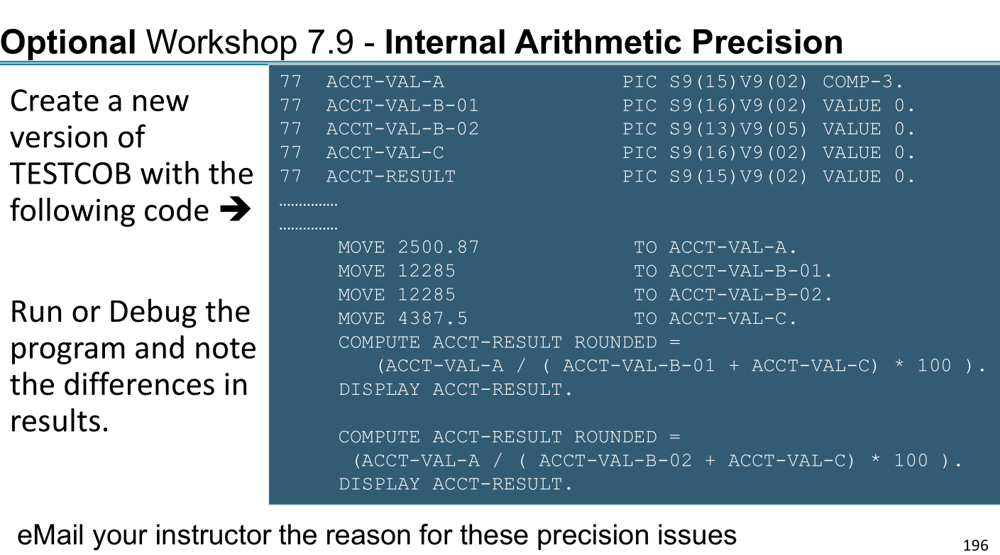 Optional Workshop 7.9 - Internal Arithmetic Precision
Create a new
version of
TESTCOB with the
following code ➔
Run or Debug the
program and note
the differences in
results.
77  ACCT-VAL-A               PIC S9(15)V9(02) COMP-3.
77  ACCT-VAL-B-01            PIC S9(16)V9(02) VALUE 0.
77  ACCT-VAL-B-02            PIC S9(13)V9(05) VALUE 0.
77  ACCT-VAL-C               PIC S9(16)V9(02) VALUE 0.
77  ACCT-RESULT              PIC S9(15)V9(02) VALUE 0.
……………
……………
MOVE 2500.87             TO ACCT-VAL-A.
MOVE 12285               TO ACCT-VAL-B-01.
MOVE 12285               TO ACCT-VAL-B-02.
MOVE 4387.5              TO ACCT-VAL-C.
COMPUTE ACCT-RESULT ROUNDED =
(ACCT-VAL-A / ( ACCT-VAL-B-01 + ACCT-VAL-C) * 100 ).
DISPLAY ACCT-RESULT.
COMPUTE ACCT-RESULT ROUNDED =
(ACCT-VAL-A / ( ACCT-VAL-B-02 + ACCT-VAL-C) * 100 ).
DISPLAY ACCT-RESULT.
eMail your instructor the reason for these precision issues
196